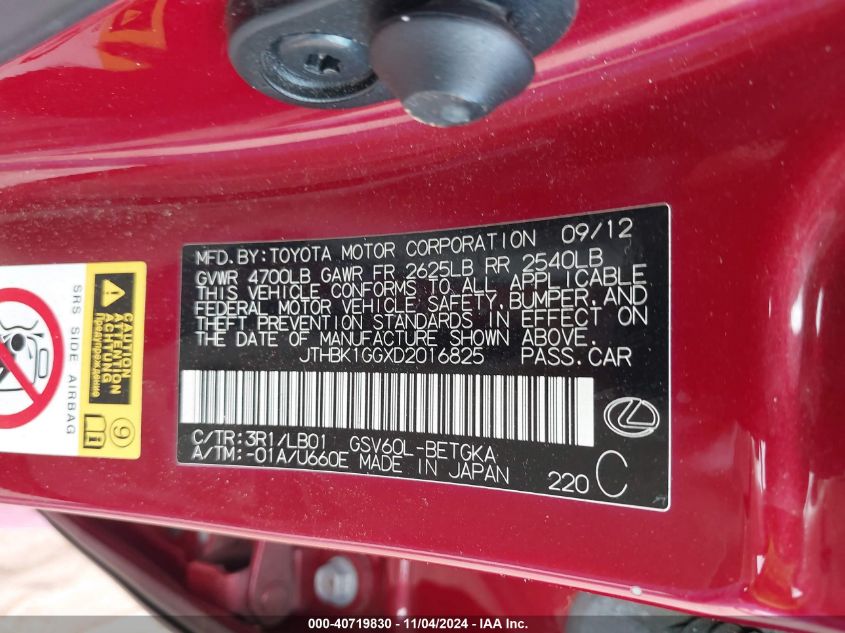 MFD.BY:TOYOTA MOTOR CORPORATION 09/12
GVWR 4700LB GAWR FR 2625LB RR 2540LB
THIS VEHICLE CONFORMS TO ALL APPLICABLE
FEDERAL MOTOR VEHICLE SAFETY,BUMPER,AND
THEFT PREVENTION STANDARDS IN EFFECT ON
THE DATE OF MANUFACTURE SHOWN ABOVE.
JTHBK1GGXD2016825 PASS.CAR
C/TR:3R1/LB01 GSV60L-BETGKA
A/TM:-01A/U660E MADE IN JAPAN 220 C
SRS SIDE AIRBAG
CAUTION
ATTENTION
ACHTUNG
Предупреждение
9
000-40719830 - 11/04/2024 - IAA Inc.